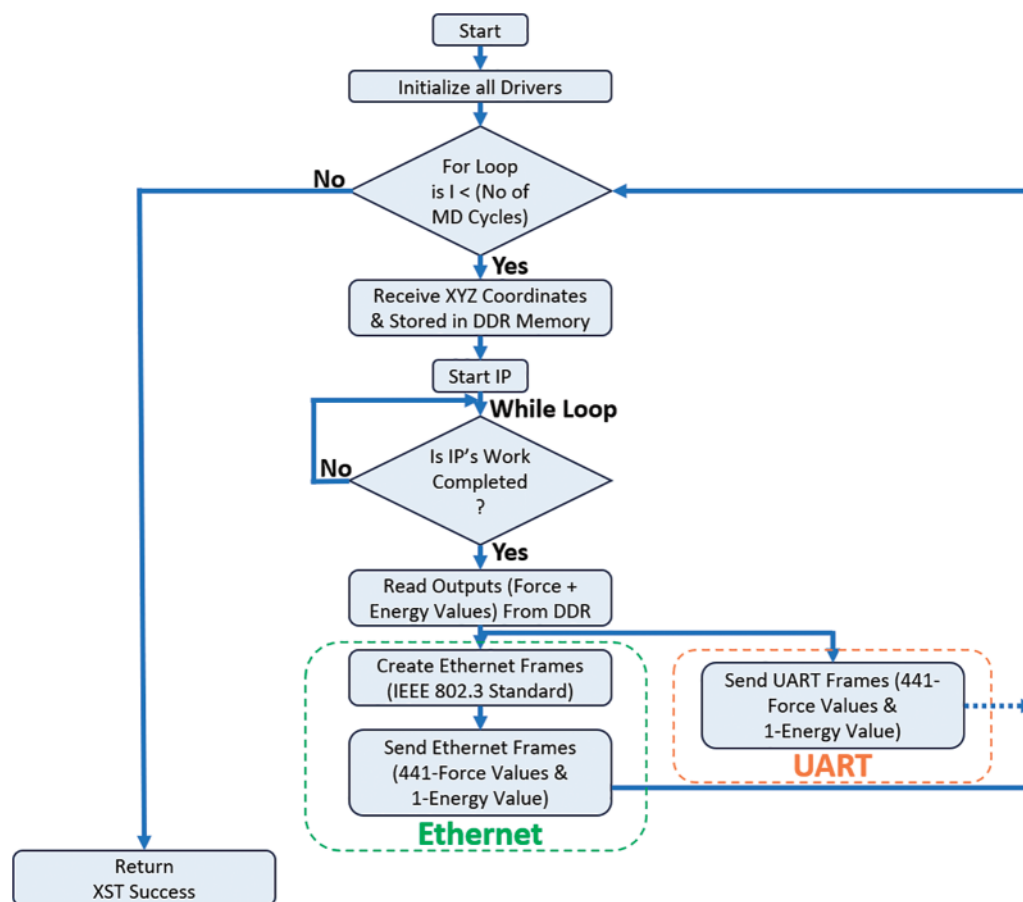 Start
Initialize all Drivers
For Loop
is I < (No of
MD Cycles)
No
Yes
Receive XYZ Coordinates
& Stored in DDR Memory
Start IP
While Loop
Is IP's Work
Completed
?
No
Yes
Read Outputs (Force +
Energy Values) From DDR
Create Ethernet Frames
(IEEE 802.3 Standard)
Send Ethernet Frames
(441-Force Values &
1-Energy Value)
Ethernet
Send UART Frames (441-
Force Values &
1-Energy Value)
UART
Return
XST Success